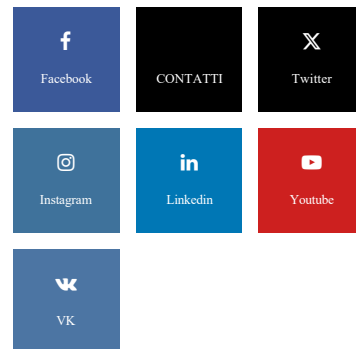 Facebook
CONTATTI
Twitter
Instagram
Linkedin
Youtube
VK